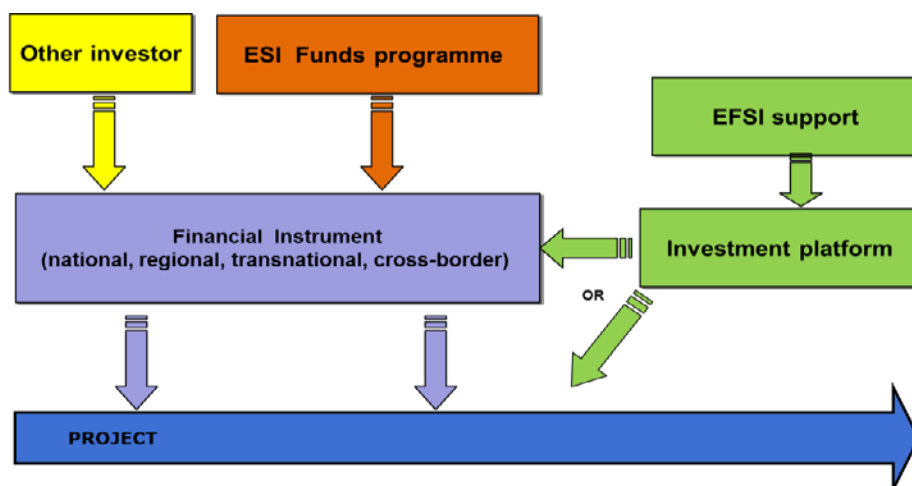 Other investor
ESI Funds programme
EFSI support
Financial Instrument
(national, regional, transnational, cross-border)
Investment platform
OR
PROJECT